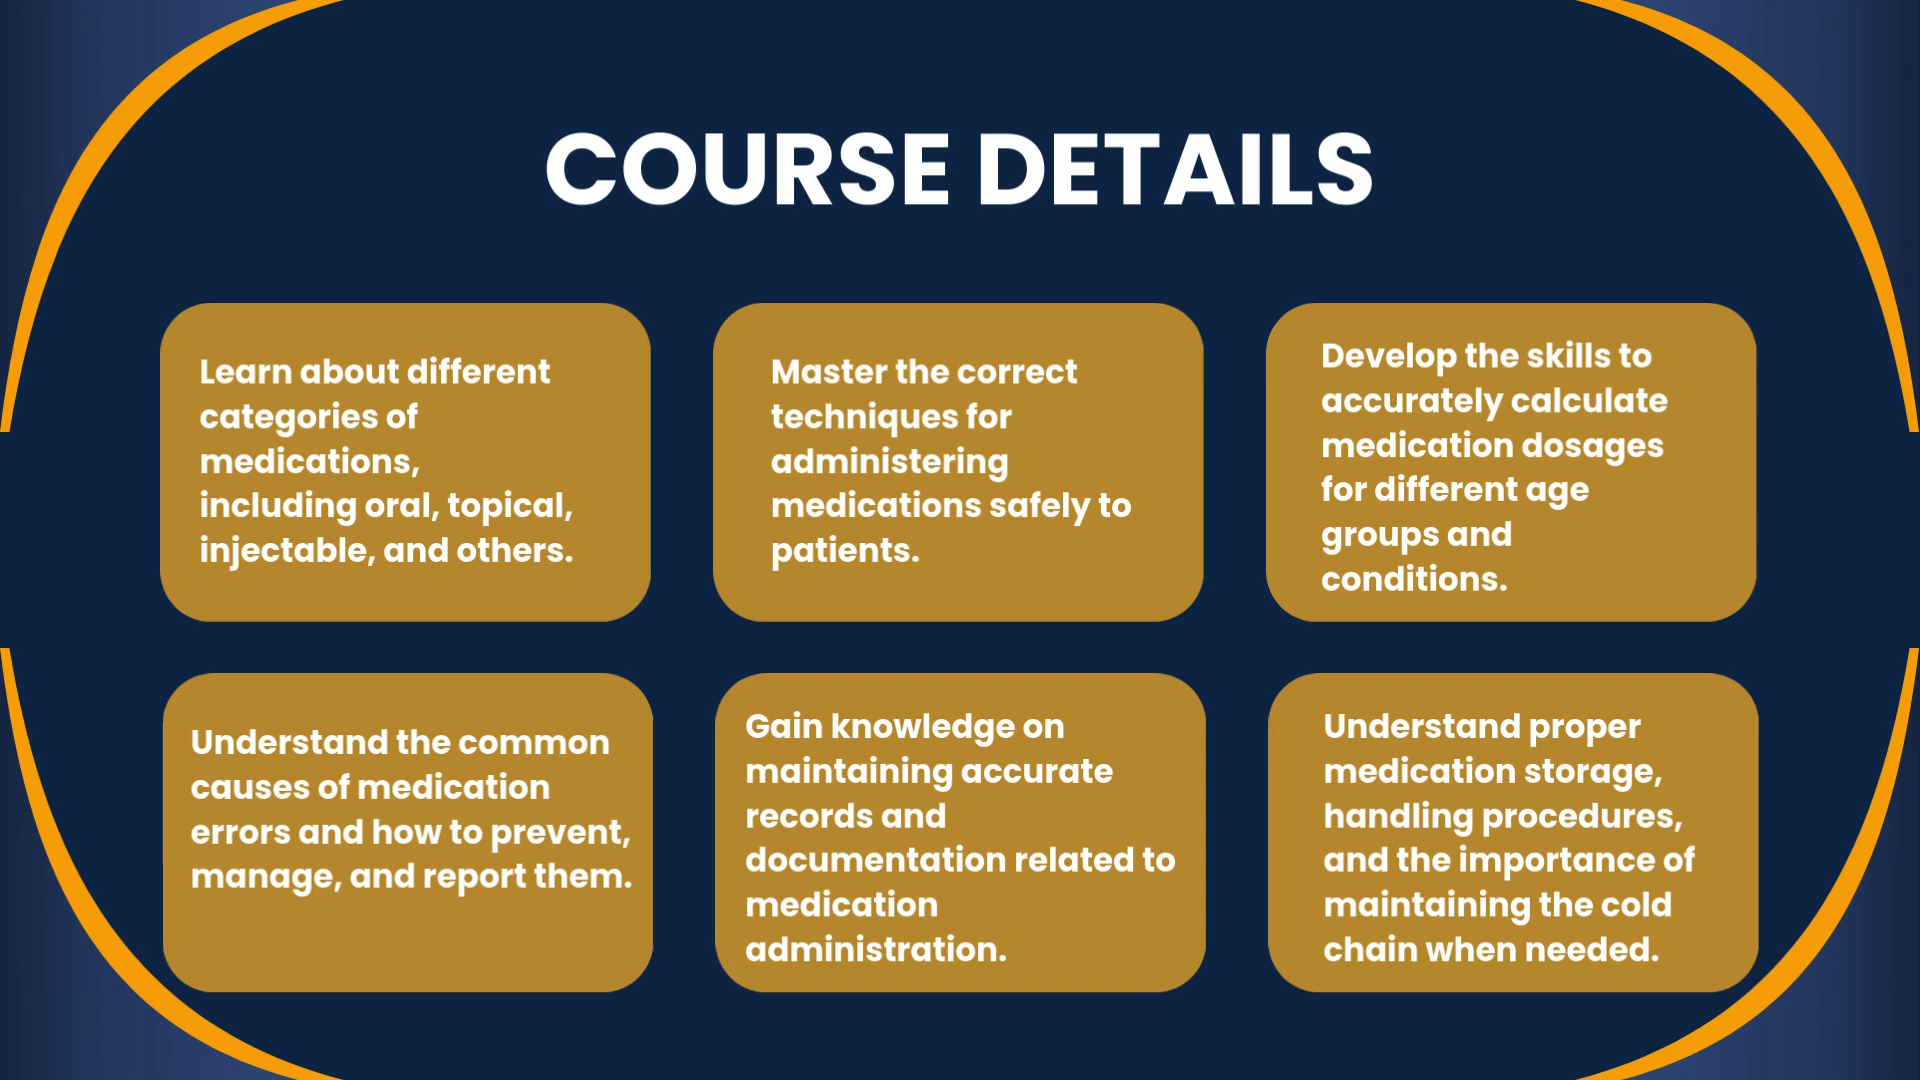 COURSE DETAILS
Learn about different
categories of
medications,
including oral, topical,
injectable, and others.
Master the correct
techniques for
administering
medications safely to
patients.
Develop the skills to
accurately calculate
medication dosages
for different age
groups and
conditions.
Understand the common
causes of medication
errors and how to prevent,
manage, and report them.
Gain knowledge on
maintaining accurate
records and
documentation related to
medication
administration.
Understand proper
medication storage,
handling procedures,
and the importance of
maintaining the cold
chain when needed.